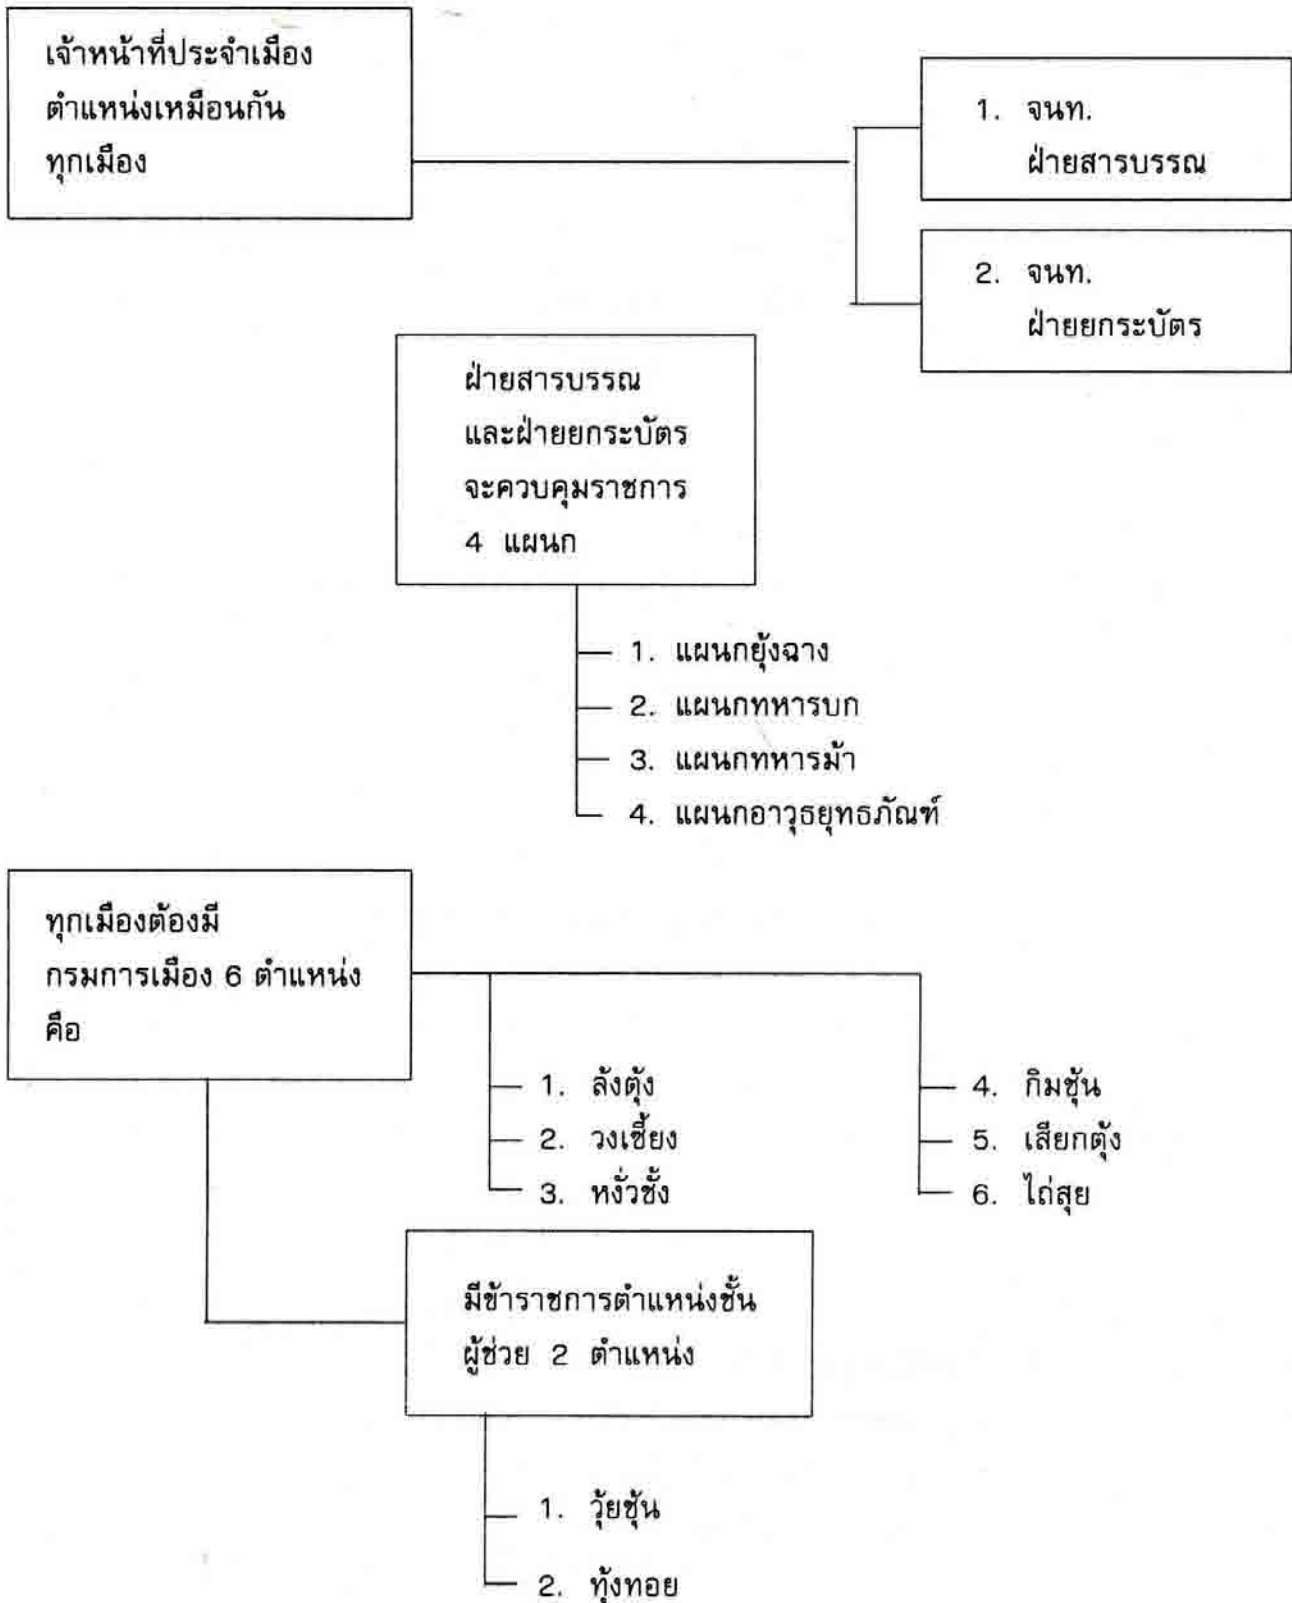 เจ้าหน้าที่ประจำเมือง
ตำแหน่งเหมือนกัน
ทุกเมือง
1. จนท.
ฝ่ายสารบรรณ
2. จนท.
ฝ่ายยกระบัตร
ฝ่ายสารบรรณ
และฝ่ายยกระบัตร
จะควบคุมราชการ
4 แผนก
1. แผนกยุ้งฉาง
2. แผนกทหารบก
3. แผนกทหารม้า
4. แผนกอาวุธยุทธภัณฑ์
ทุกเมืองต้องมี
กรมการเมือง 6 ตำแหน่ง
คือ
1. ลังตุ้ง
2. วงเซี้ยง
3. หงั่วชั้ง
4. กิมชุ้น
5. เสียกตุ้ง
6. ไถ่สุย
มีข้าราชการตำแหน่งชั้น
ผู้ช่วย 2 ตำแหน่ง
1. วุ้ยชุ้น
2. ทุ้งทอย